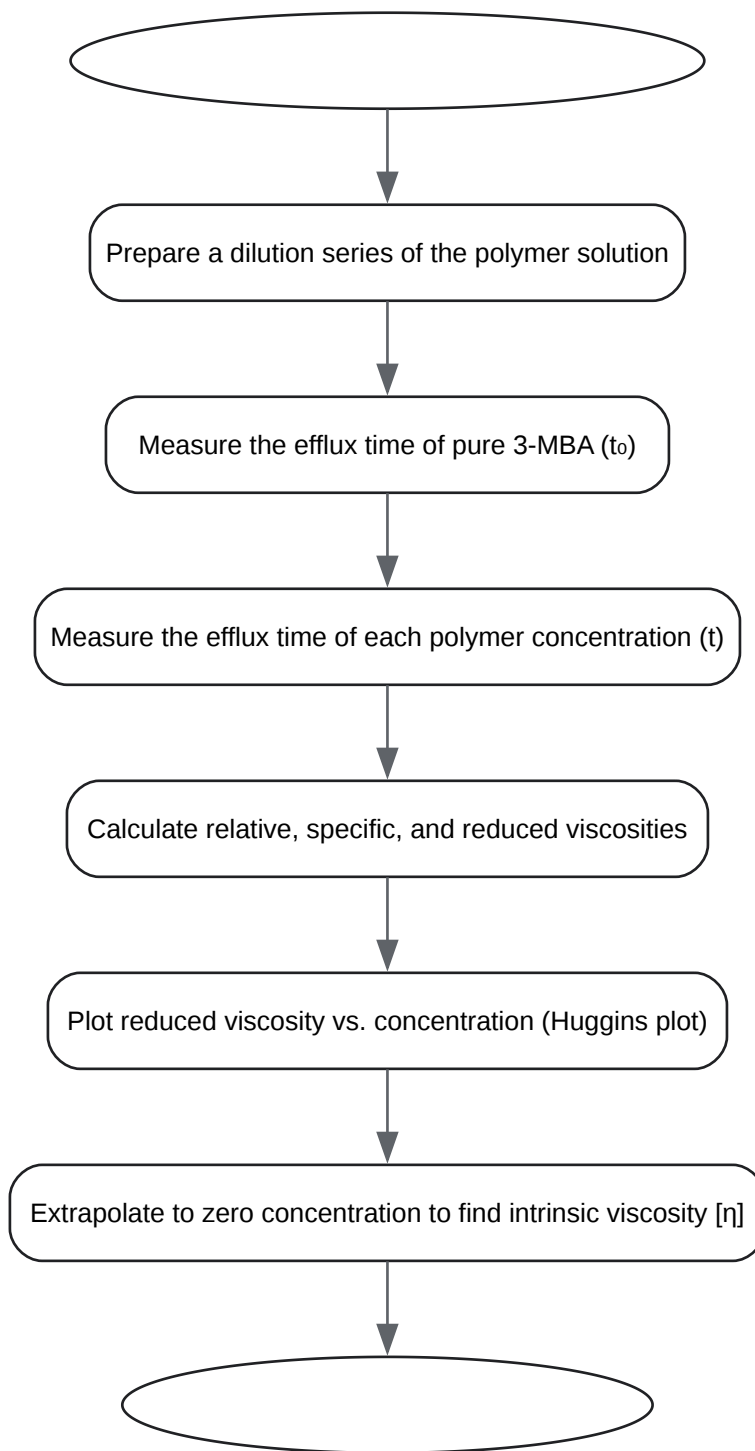 Prepare a dilution series of the polymer solution
Measure the efflux time of pure 3-MBA (t₀)
Measure the efflux time of each polymer concentration (t)
Calculate relative, specific, and reduced viscosities
Plot reduced viscosity vs. concentration (Huggins plot)
Extrapolate to zero concentration to find intrinsic viscosity [η]